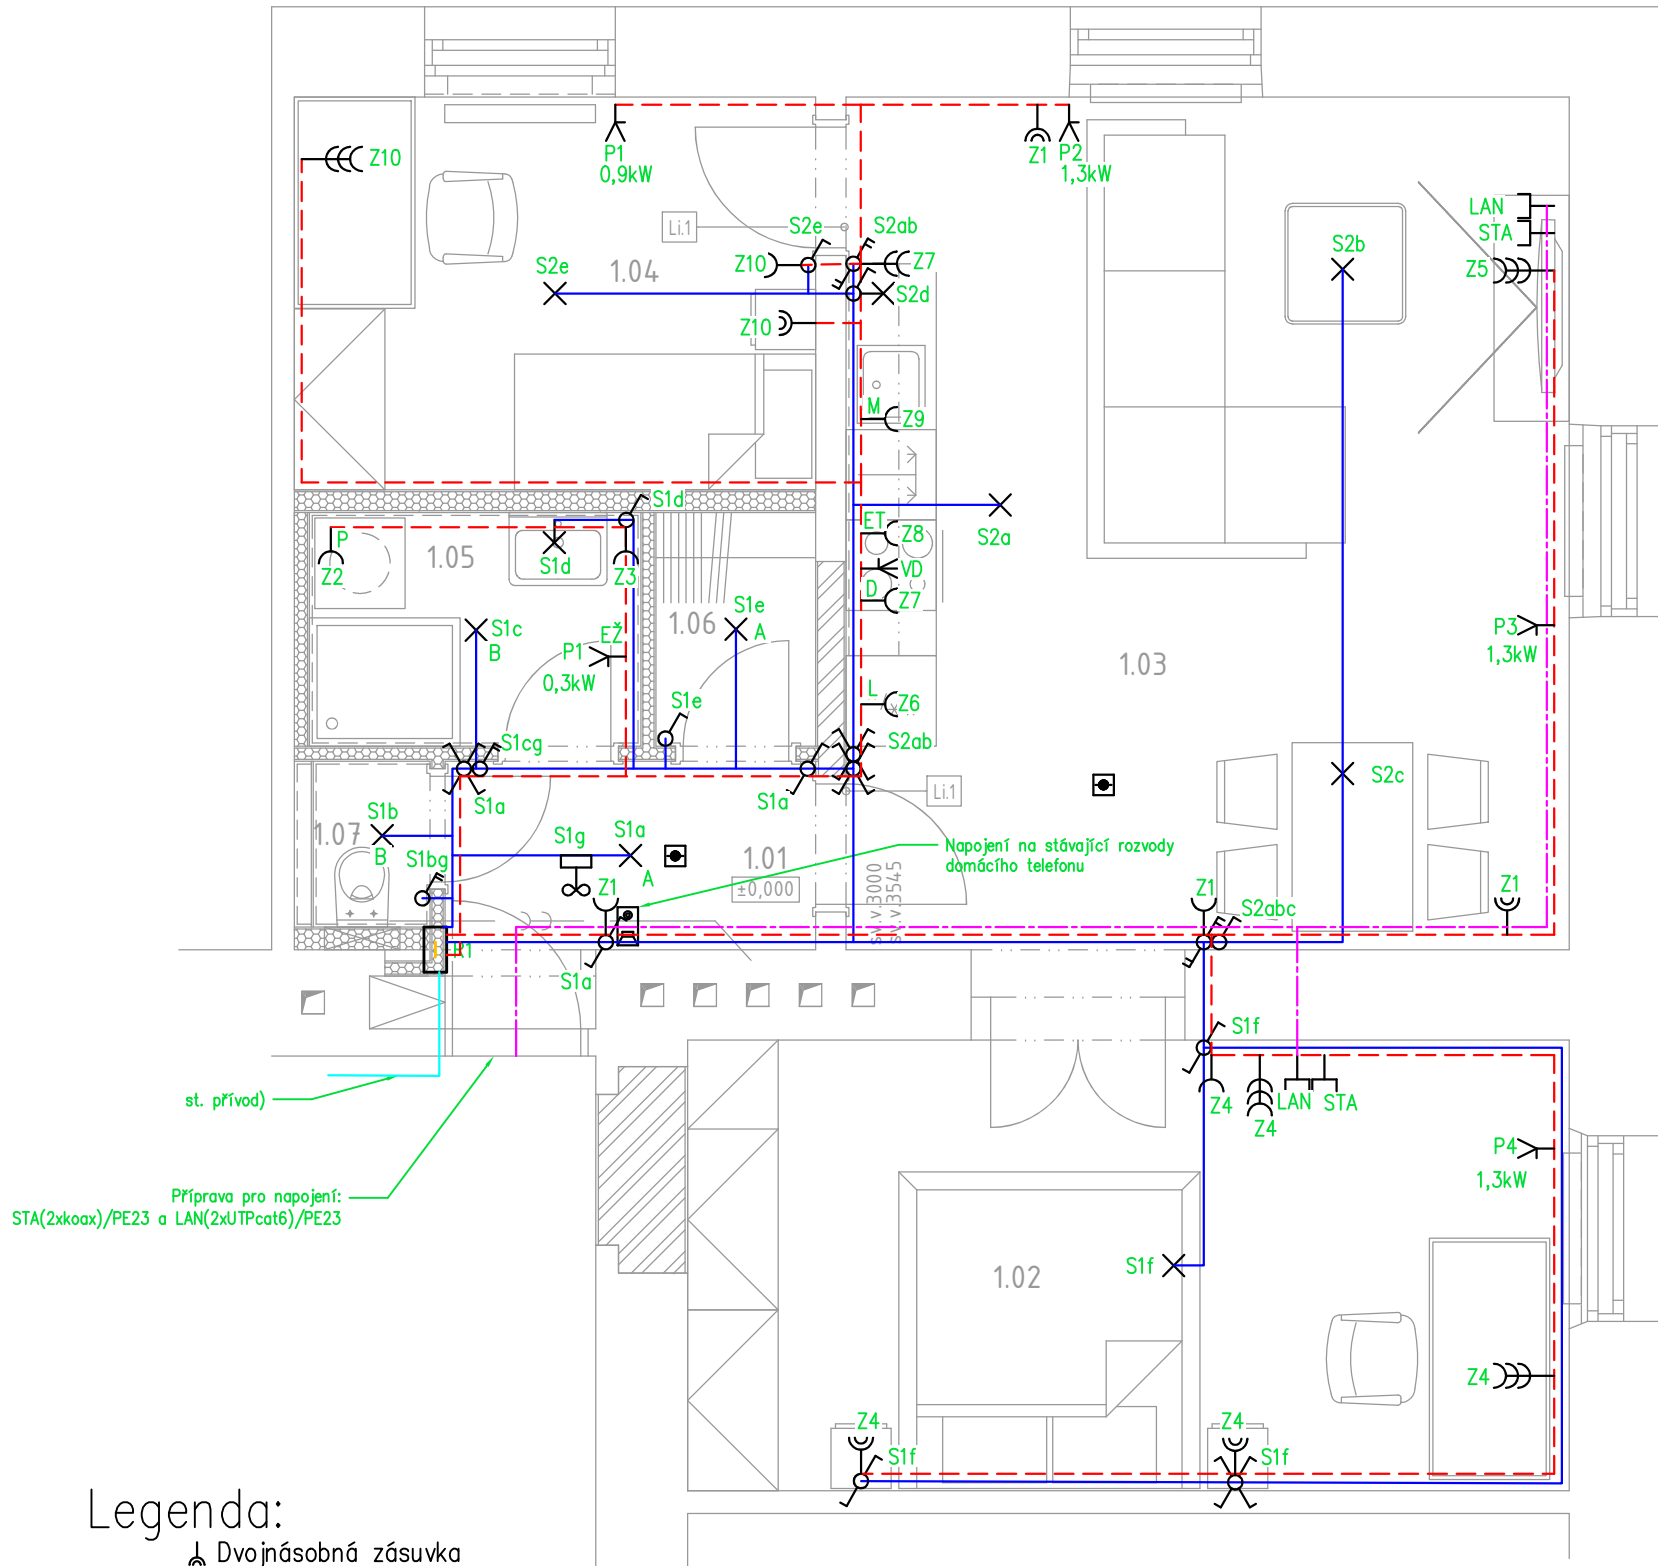 Z10
P1
0,9kW
Z1
P2
1,3kW
LAN
STA
Z5
Li.1
S2e
S2ab
S2b
S2e
1.04
Z10
Z7
S2d
Z10
M
Z9
S1d
ET
Z8
S2a
P
1.05
S1d
Z2
Z3
VD
D
Z7
S1c
B
EŽ
P1
0,3kW
1.06
S1e
A
1.03
P3
1,3kW
S1e
L
Z6
S1cg
S2ab
S1a
S1a
Li.1
S2c
1.07
S1b
B
S1bg
S1g
S1a
A
1.01
±0,000
Napojení na stávající rozvody
domácího telefonu
s.v.3000
s.v.3545
Z1
Z1
S2abc
Z1
R1
S1a
S1f
st. přívod)
Z4
Z4
LAN
STA
P4
1,3kW
Příprava pro napojení:
STA(2xkoax)/PE23 a LAN(2xUTPcat6)/PE23
1.02
S1f
Z4
Z4
S1f
Z4
S1f
Legenda:
Dvojnásobná zásuvka